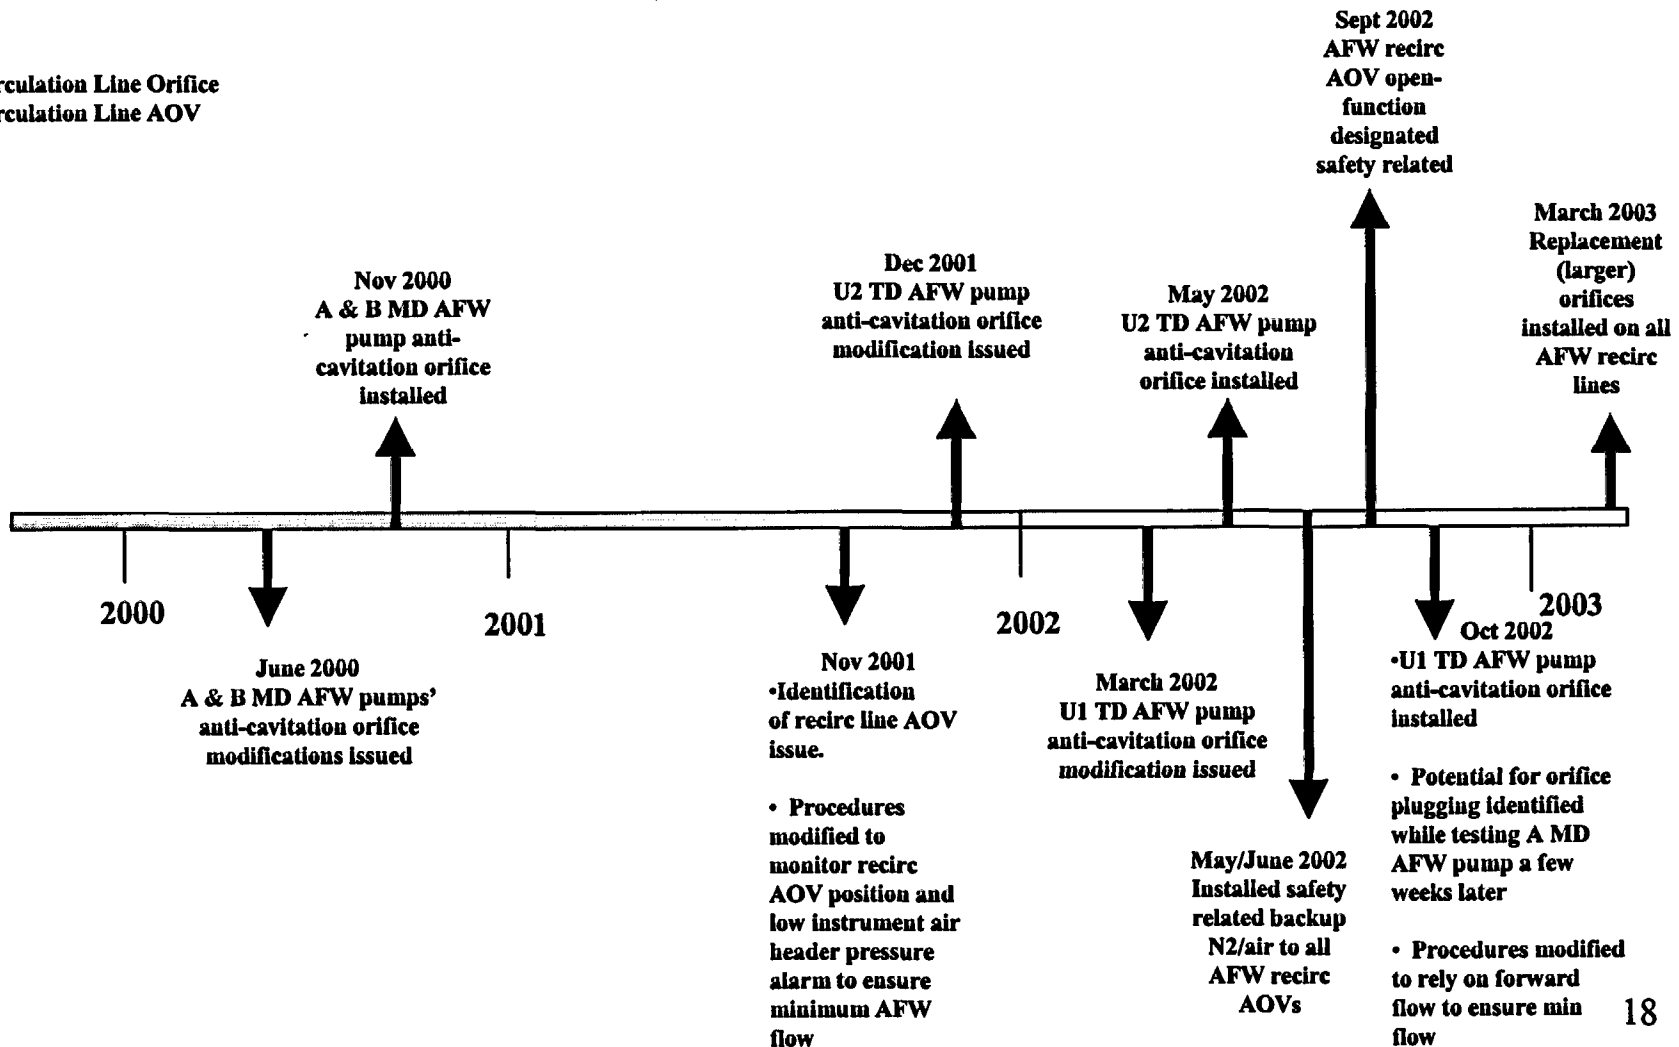 rculation Line Orifice
rculation Line AOV
Sept 2002
AFW recirc
AOV open-
function
designated
safety related
March 2003
Replacement
(larger)
orifices
installed on all
AFW recirc
lines
Nov 2000
A & B MD AFW
pump anti-
cavitation orifice
installed
Dec 2001
U2 TD AFW pump
anti-cavitation orifice
modification issued
May 2002
U2 TD AFW pump
anti-cavitation
orifice installed
2000
2001
2002
2003
June 2000
A & B MD AFW pumps'
anti-cavitation orifice
modifications issued
Nov 2001
•Identification
of recirc line AOV
issue.
• Procedures
modified to
monitor recirc
AOV position and
low instrument air
header pressure
alarm to ensure
minimum AFW
flow
March 2002
U1 TD AFW pump
anti-cavitation orifice
modification issued
May/June 2002
Installed safety
related backup
N2/air to all
AFW recirc
AOVs
Oct 2002
•U1 TD AFW pump
anti-cavitation orifice
installed
• Potential for orifice
plugging identified
while testing A MD
AFW pump a few
weeks later
• Procedures modified
to rely on forward
flow to ensure min
flow
18